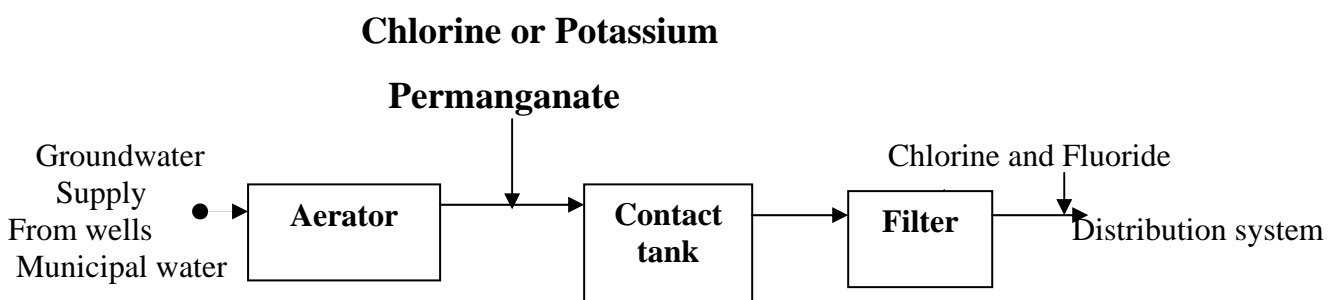 Chlorine or Potassium
Permanganate
Groundwater
Supply
From wells
Municipal water
Aerator
Contact
tank
Filter
Chlorine and Fluoride
Distribution system